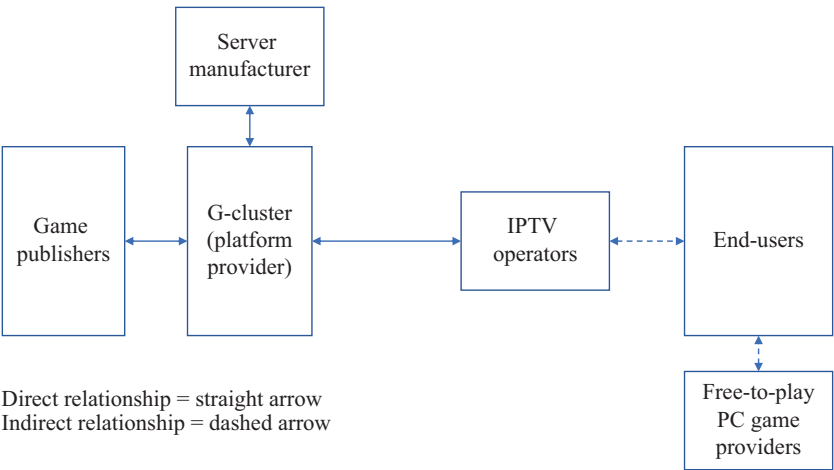 Server
manufacturer
Game
publishers
G-cluster
(platform
provider)
IPTV
operators
End-users
Free-to-play
PC game
providers
Direct relationship = straight arrow
Indirect relationship = dashed arrow